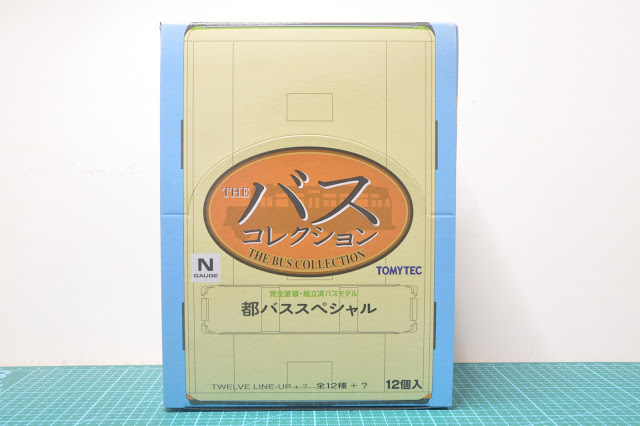 THE バス
コレクション
THE BUS COLLECTION
N
GAUGE
TOMYTEC
完全塗装・組立済バスモデル
都バススペシャル
TWELVE LINE-UP + ? 全12種 + ? 12個入